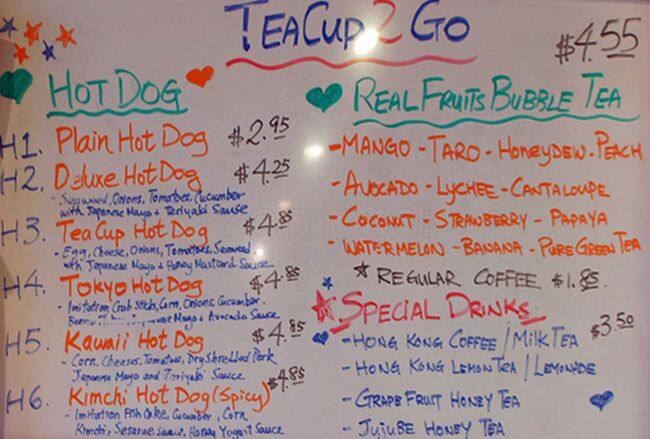 TEACUP 2 GO
HOT DOG
H1. Plain Hot Dog $2.95
H2. Deluxe Hot Dog $4.25
- Seaweed, Onions, Tomatoes, Cucumber
with Japanese Mayo + Teriyaki Sause
H3. Tea Cup Hot Dog $4.85
- Egg, Cheese, Onions, Tomatoes, Seaweed
with Japanese Mayo + Honey Mustard Sauce
H4. Tokyo Hot Dog $4.85
- Imitation Crab Sticks, Corn, Onions, Cucumber
Japanese Mayo + Avocado Sauce
H5. Kawaii Hot Dog $4.85
- Corn, Cheese, Tomatoes, Dry Shredded Pork
Japanese Mayo and Teriyaki Sauce
H6. Kimchi Hot Dog (Spicy) $4.85
- Imitation Fish Cake, Cucumber, Corn
Kimchi, Sesame Sauce, Honey Yogurt Sauce
$4.55
REAL FRUITS BUBBLE TEA
- MANGO - TARO - HONEYDEW - PEACH
- AVOCADO - LYCHEE - CANTALOUPE
- COCONUT - STRAWBERRY - PAPAYA
- WATERMELON - BANANA - PURE GREEN TEA
REGULAR COFFEE $1.85
SPECIAL DRINKS $3.50
- HONG KONG COFFEE / MILK TEA
- HONG KONG LEMON TEA / LEMONADE
- GRAPE FRUIT HONEY TEA
- JUJUBE HONEY TEA